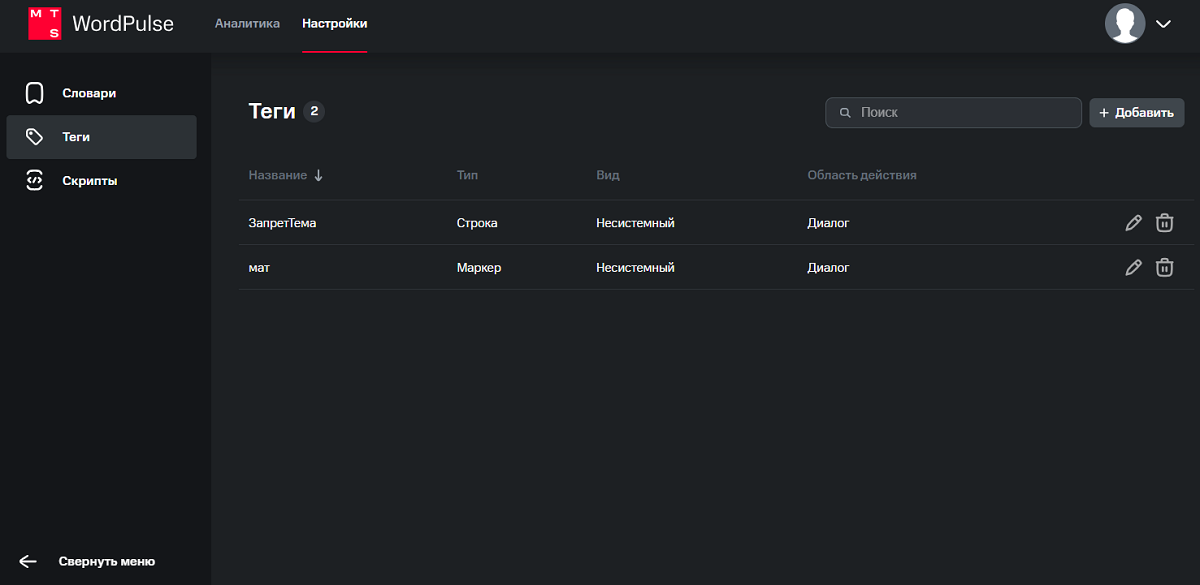 MTS WordPulse Аналитика Настройки
Словари
Теги
Скрипты
Теги 2 Поиск + Добавить
Название ↓ Тип Вид Область действия
ЗапретТема Строка Несистемный Диалог
мат Маркер Несистемный Диалог
← Свернуть меню